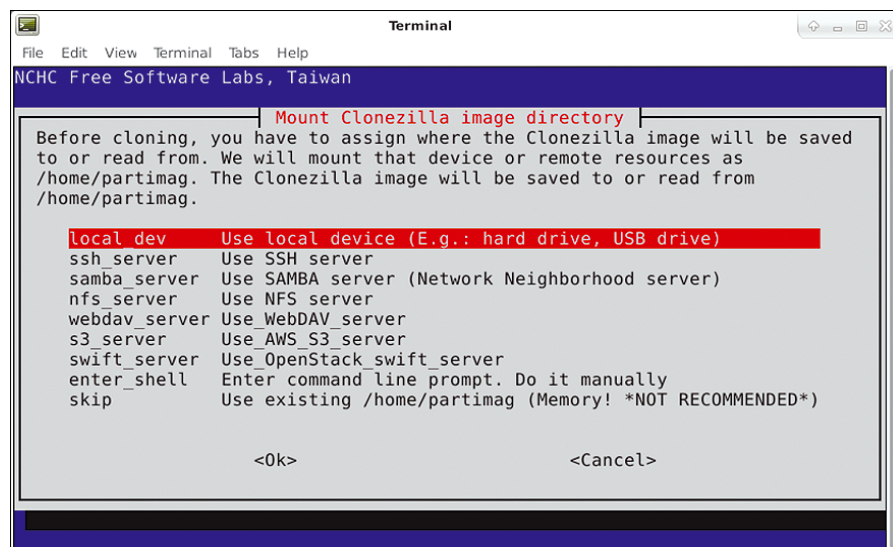 Terminal
File Edit View Terminal Tabs Help
NCHC Free Software Labs, Taiwan
Mount Clonezilla image directory
Before cloning, you have to assign where the Clonezilla image will be saved
to or read from. We will mount that device or remote resources as
/home/partimag. The Clonezilla image will be saved to or read from
/home/partimag.
local_dev Use local device (E.g.: hard drive, USB drive)
ssh_server Use SSH server
samba_server Use SAMBA server (Network Neighborhood server)
nfs_server Use NFS server
webdav_server Use_WebDAV_server
s3_server Use_AWS_S3_server
swift_server Use_OpenStack_swift_server
enter_shell Enter command line prompt. Do it manually
skip Use existing /home/partimag (Memory! *NOT RECOMMENDED*)
<Ok> <Cancel>